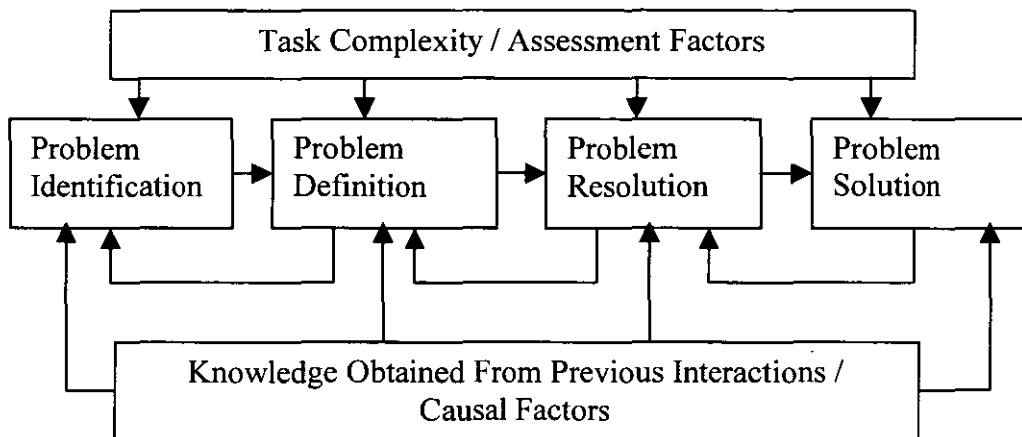 Task Complexity / Assessment Factors
Problem
Identification
Problem
Definition
Problem
Resolution
Problem
Solution
Knowledge Obtained From Previous Interactions /
Causal Factors